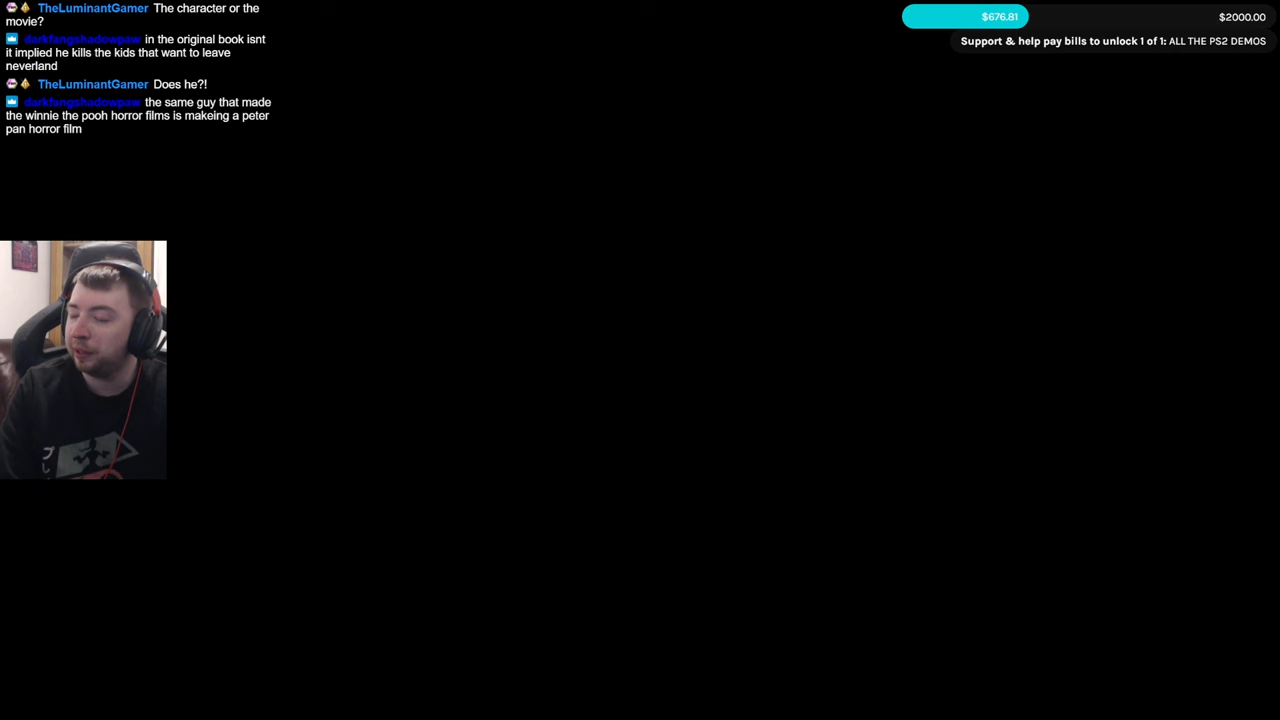 TheLuminantGamer The character or the
movie?
darkfangshadowpaw in the original book isnt
it implied he kills the kids that want to leave
neverland
TheLuminantGamer Does he?!
darkfangshadowpaw the same guy that made
the winnie the pooh horror films is makeing a peter
pan horror film
$676.81 $2000.00
Support & help pay bills to unlock 1 of 1: ALL THE PS2 DEMOS
プ
し